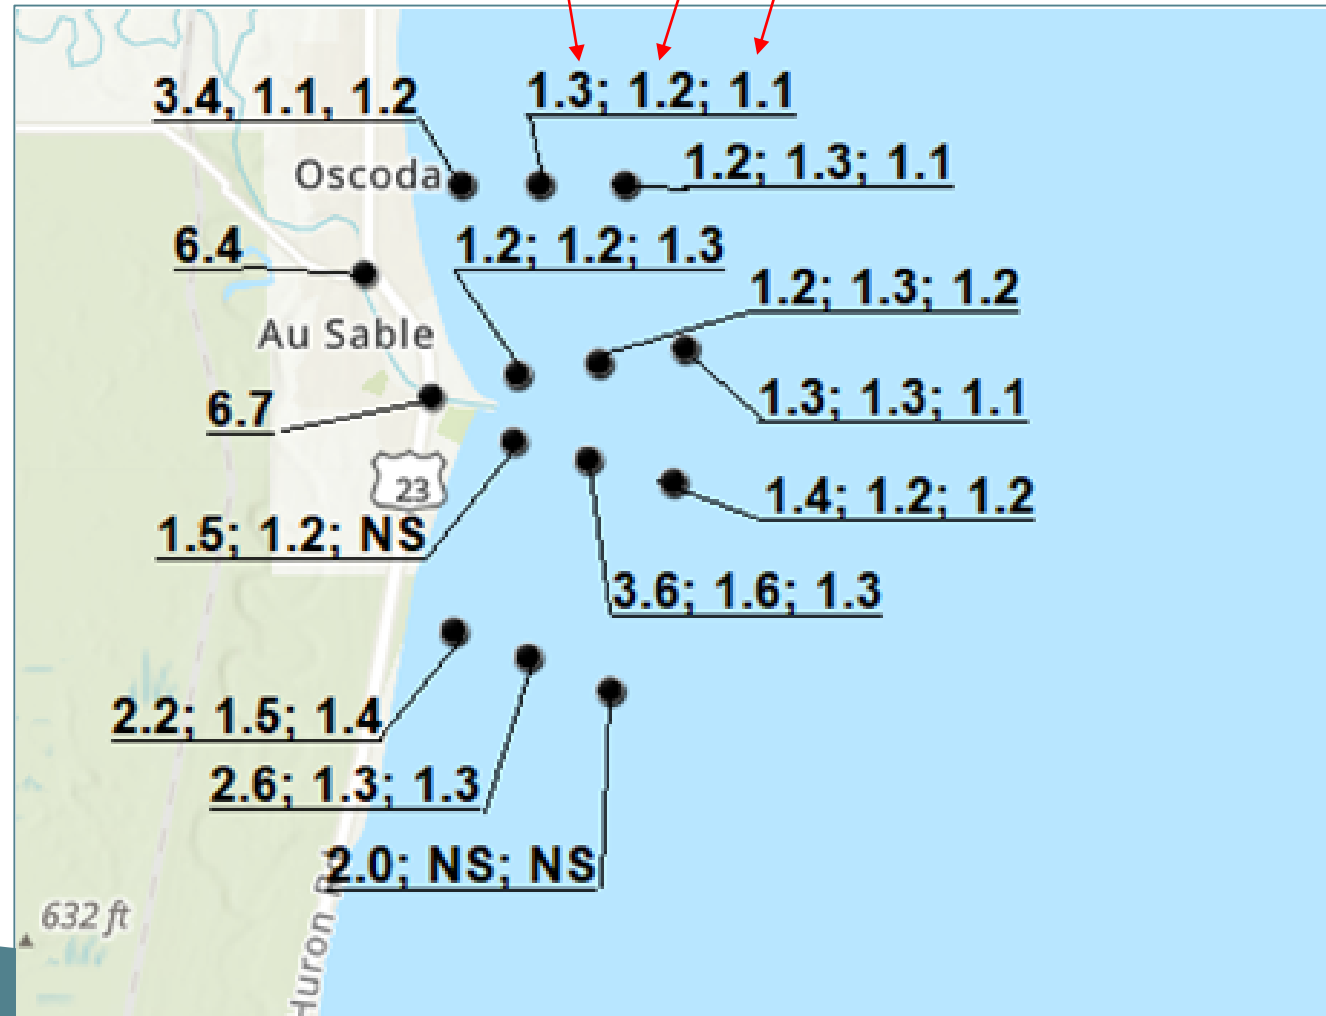 3.4, 1.1, 1.2
1.3; 1.2; 1.1
1.2; 1.3; 1.1
Oscoda
6.4
1.2; 1.2; 1.3
1.2; 1.3; 1.2
Au Sable
6.7
1.3; 1.3; 1.1
23
1.4; 1.2; 1.2
1.5; 1.2; NS
3.6; 1.6; 1.3
2.2; 1.5; 1.4
2.6; 1.3; 1.3
2.0; NS; NS
632 ft
Huron